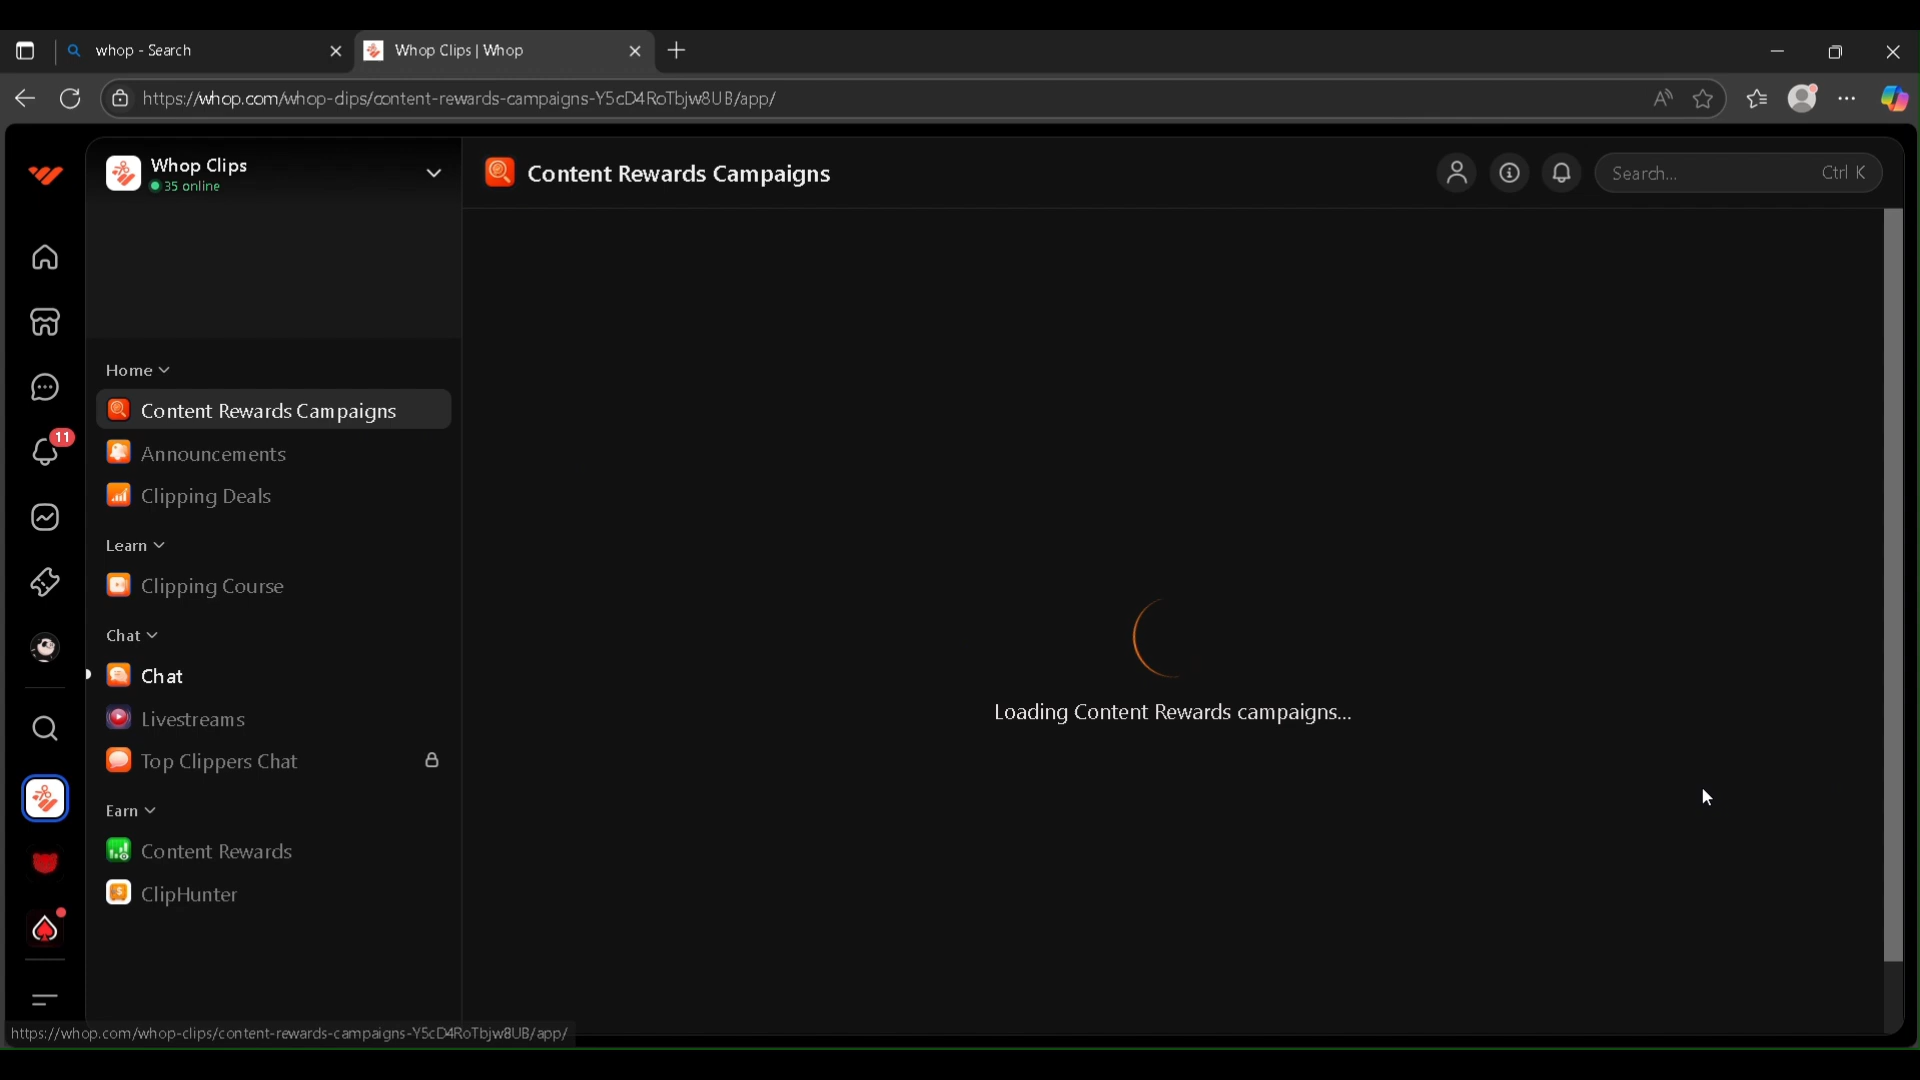 whop - Search
Whop Clips | Whop
https://whop.com/whop-clips/content-rewards-campaigns-Y5cD4RoTbjw8UB/app/
Whop Clips
35 online
Content Rewards Campaigns
Search...
Ctrl K
Home
Content Rewards Campaigns
Announcements
11
Clipping Deals
Learn
Clipping Course
Chat
Chat
Livestreams
Top Clippers Chat
Loading Content Rewards campaigns...
Earn
Content Rewards
ClipHunter
https://whop.com/whop-clips/content-rewards-campaigns-Y5cD4RoTbjw8UB/app/